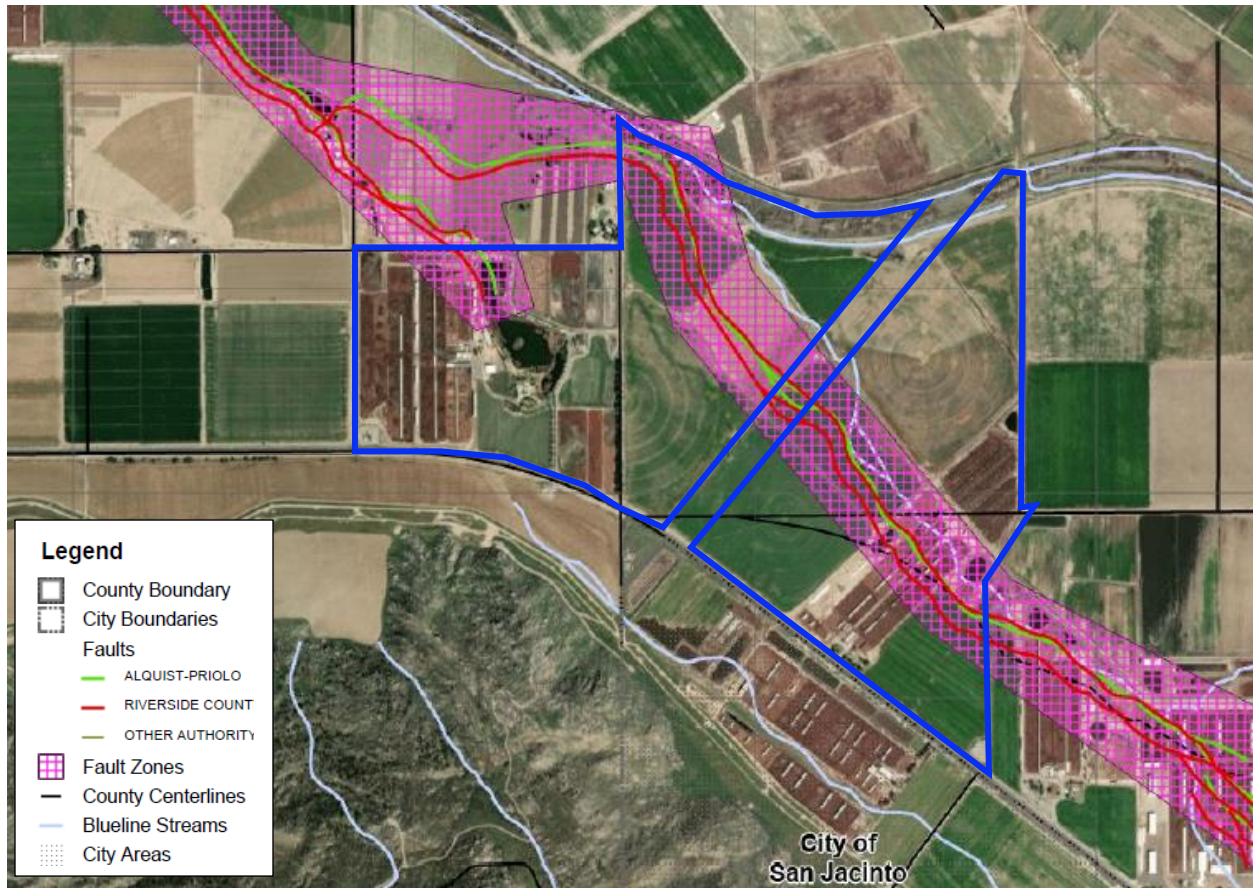 Legend
County Boundary
City Boundaries
Faults
ALQUIST-PRIOLO
RIVERSIDE COUNT
OTHER AUTHORITY
Fault Zones
County Centerlines
Blueline Streams
City Areas
City of
San Jacinto